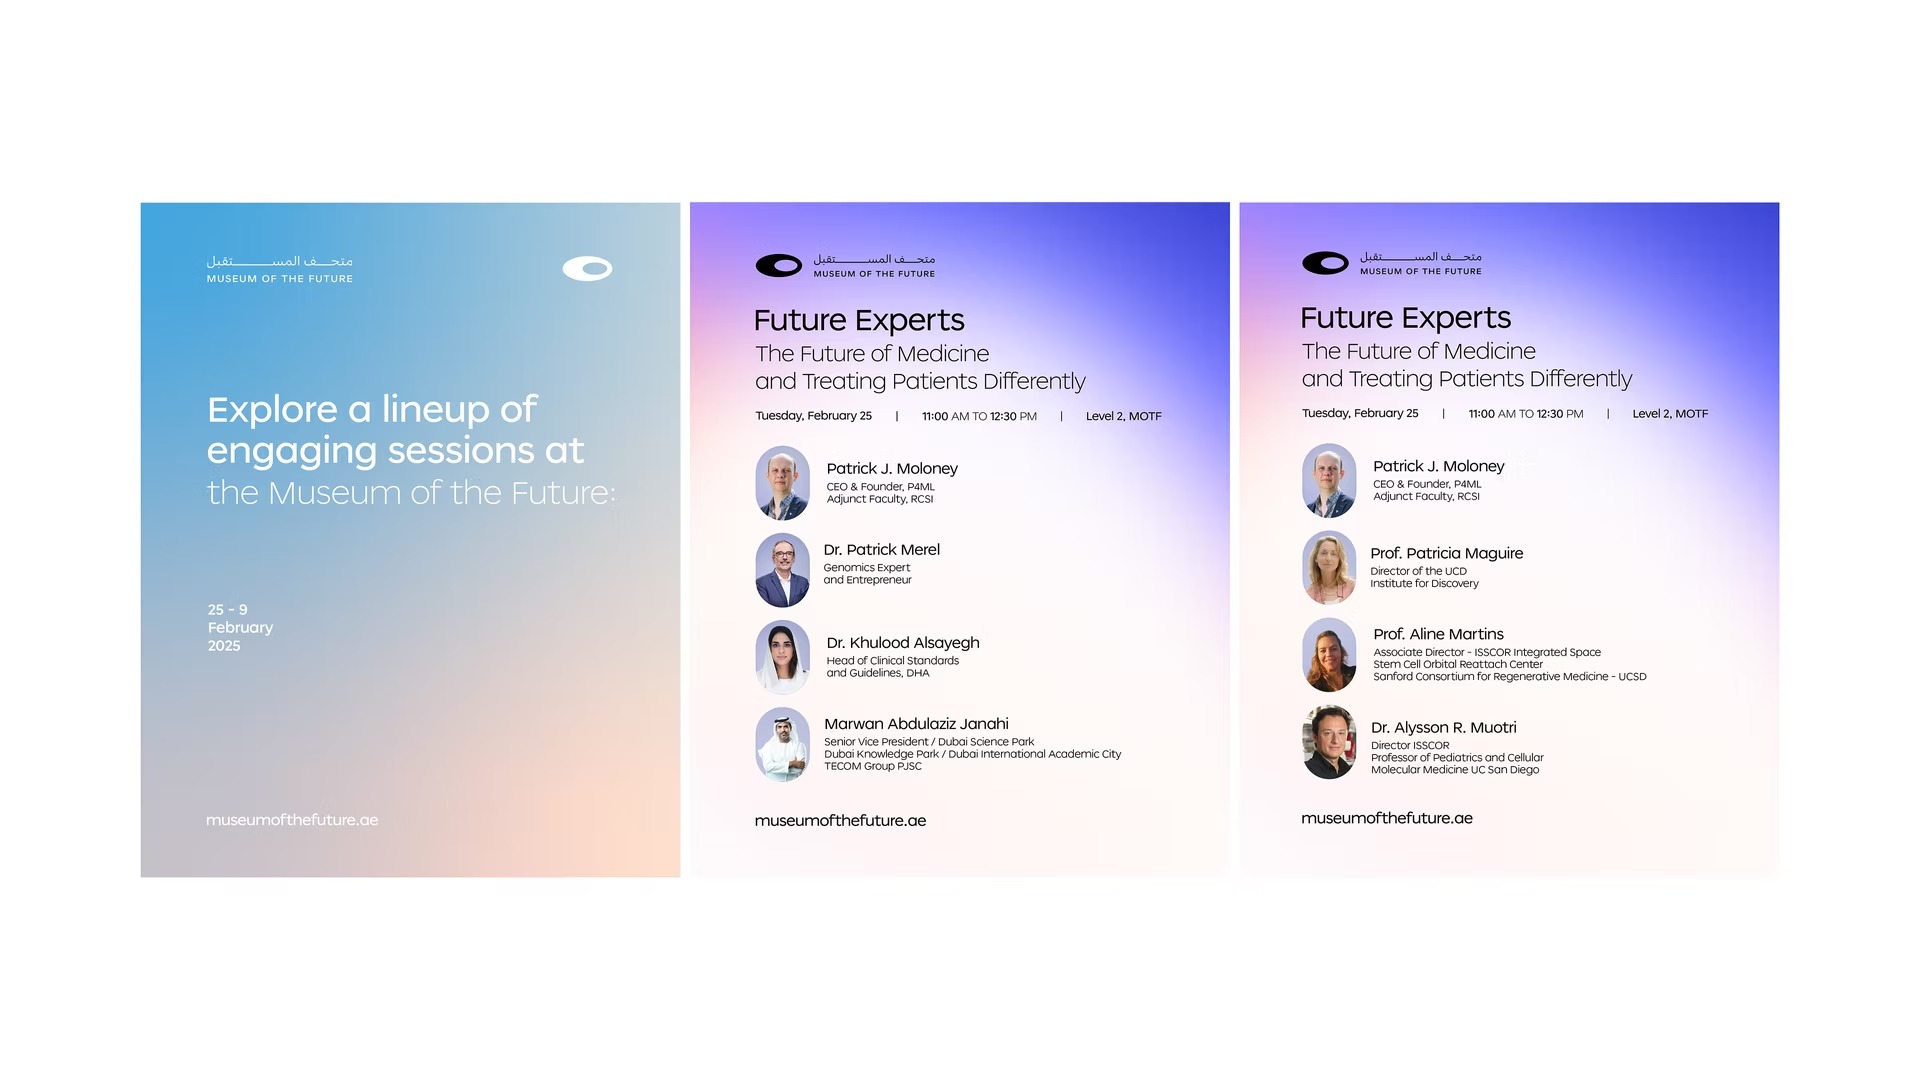 متحف المستقبل
MUSEUM OF THE FUTURE
Explore a lineup of
engaging sessions at
the Museum of the Future:
25 - 9
February
2025
museumofthefuture.ae
متحف المستقبل
MUSEUM OF THE FUTURE
Future Experts
The Future of Medicine
and Treating Patients Differently
Tuesday, February 25 | 11:00 AM TO 12:30 PM | Level 2, MOTF
Patrick J. Moloney
CEO & Founder, P4ML
Adjunct Faculty, RCSI
Dr. Patrick Merel
Genomics Expert
and Entrepreneur
Dr. Khulood Alsayegh
Head of Clinical Standards
and Guidelines, DHA
Marwan Abdulaziz Janahi
Senior Vice President / Dubai Science Park
Dubai Knowledge Park / Dubai International Academic City
TECOM Group PJSC
museumofthefuture.ae
متحف المستقبل
MUSEUM OF THE FUTURE
Future Experts
The Future of Medicine
and Treating Patients Differently
Tuesday, February 25 | 11:00 AM TO 12:30 PM | Level 2, MOTF
Patrick J. Moloney
CEO & Founder, P4ML
Adjunct Faculty, RCSI
Prof. Patricia Maguire
Director of the UCD
Institute for Discovery
Prof. Aline Martins
Associate Director - ISSCOR Integrated Space
Stem Cell Orbital Reattach Center
Sanford Consortium for Regenerative Medicine - UCSD
Dr. Alysson R. Muotri
Director ISSCOR
Professor of Pediatrics and Cellular
Molecular Medicine UC San Diego
museumofthefuture.ae